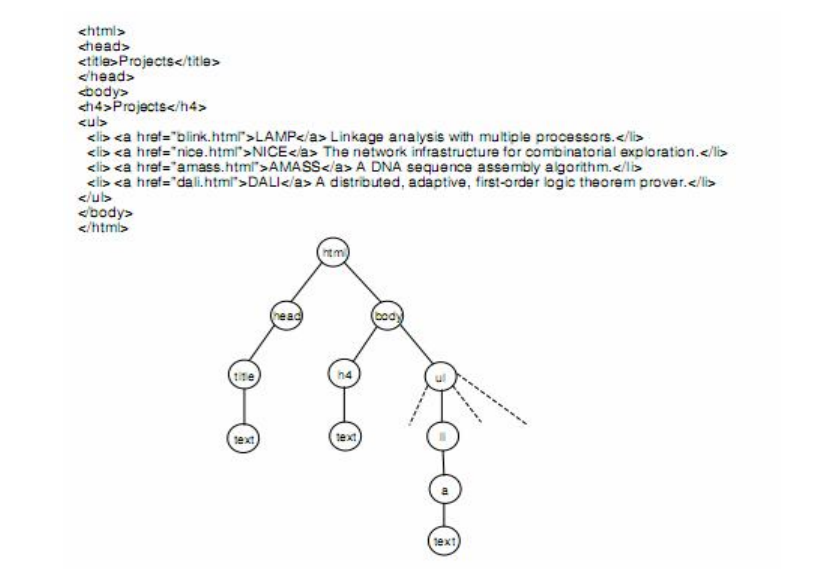 <html>
<head>
<title>Projects</title>
</head>
<body>
<h4>Projects</h4>
<ul>
<li> <a href="blink.html">LAMP</a> Linkage analysis with multiple processors.</li>
<li> <a href="nice.html">NICE</a> The network infrastructure for combinatorial exploration.</li>
<li> <a href="amass.html">AMASS</a> A DNA sequence assembly algorithm.</li>
<li> <a href="dali.html">DALI</a> A distributed, adaptive, first-order logic theorem prover.</li>
</ul>
</body>
</html>
html
head
body
title
h4
ul
text
text
li
a
text